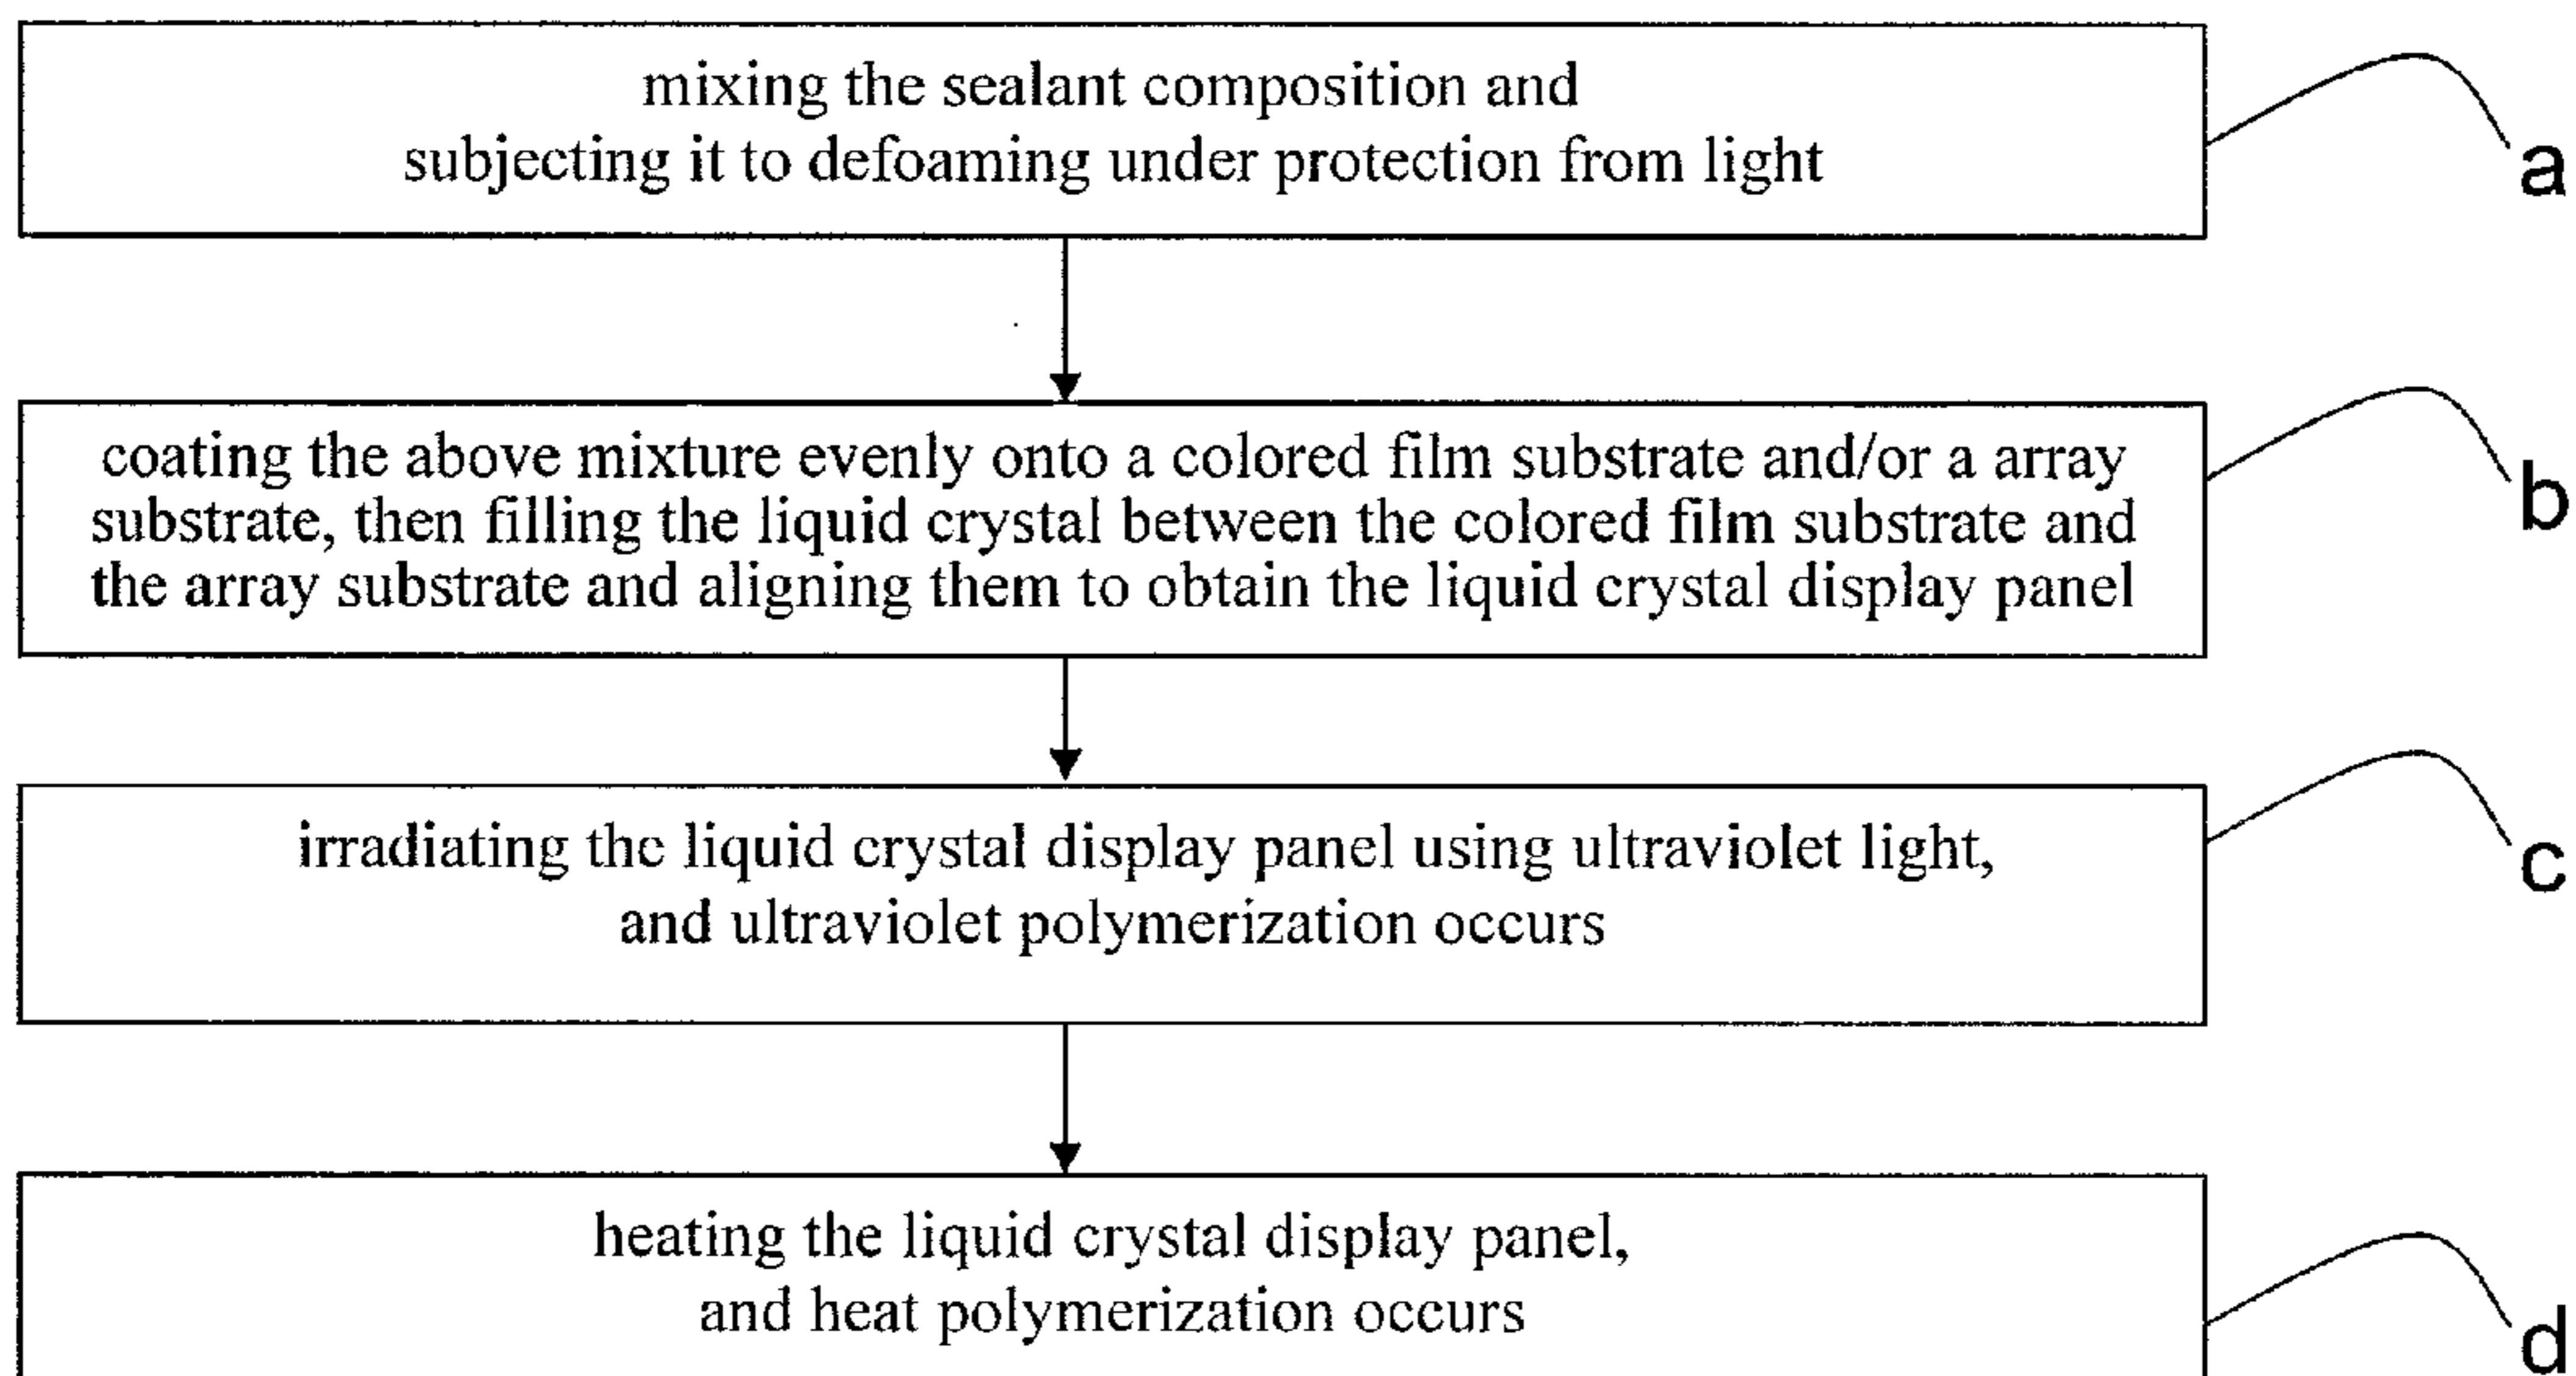 mixing the sealant composition and
subjecting it to defoaming under protection from light
a
coating the above mixture evenly onto a colored film substrate and/or a array
substrate, then filling the liquid crystal between the colored film substrate and
the array substrate and aligning them to obtain the liquid crystal display panel
b
irradiating the liquid crystal display panel using ultraviolet light,
and ultraviolet polymerization occurs
c
heating the liquid crystal display panel,
and heat polymerization occurs
d